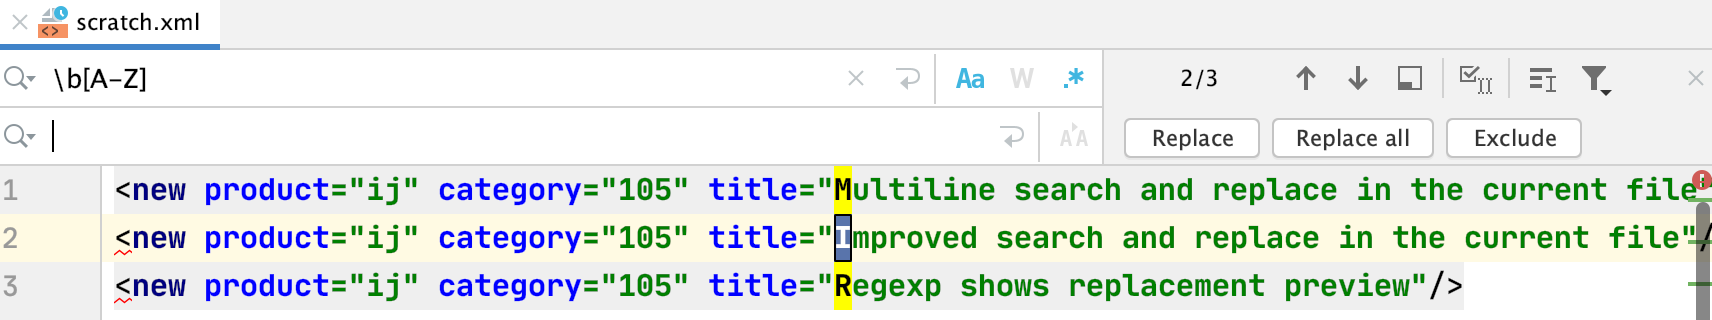 scratch.xml
\b[A-Z]
Aa W .*
2/3
Replace Replace all Exclude
1 <new product="ij" category="105" title="Multiline search and replace in the current file"
2 <new product="ij" category="105" title="Improved search and replace in the current file"/
3 <new product="ij" category="105" title="Regexp shows replacement preview"/>